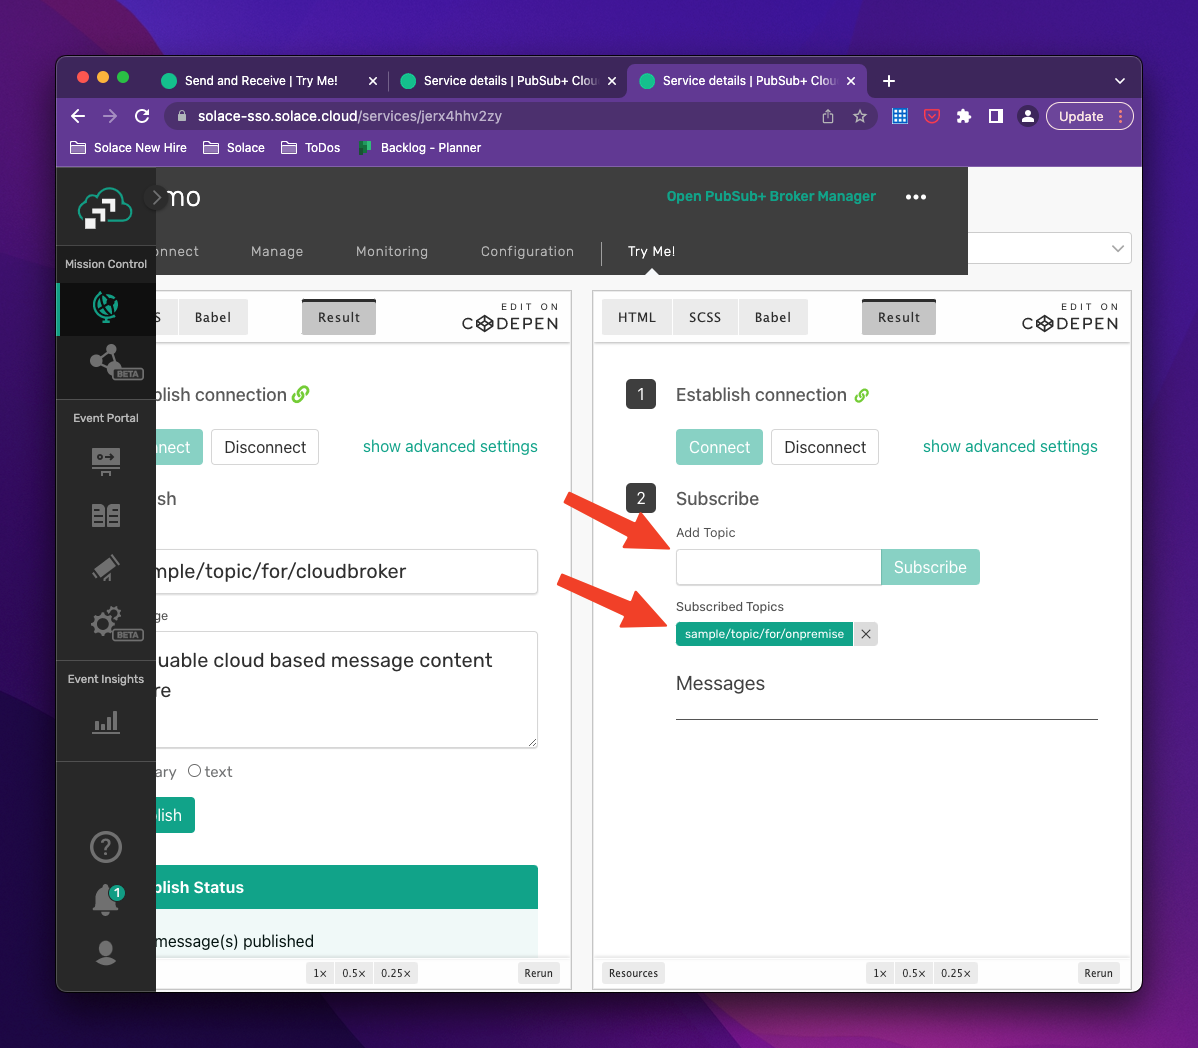 Send and Receive | Try Me!
Service details | PubSub+ Clou
Service details | PubSub+ Clou
solace-sso.solace.cloud/services/jerx4hhv2zy
Update
Solace New Hire
Solace
ToDos
Backlog - Planner
mo
Open PubSub+ Broker Manager
onnect
Manage
Monitoring
Configuration
Try Me!
Mission Control
BETA
Event Portal
BETA
Event Insights
1
S
Babel
Result
EDIT ON
CODEPEN
blish connection
nnect
Disconnect
show advanced settings
sh
mple/topic/for/cloudbroker
ge
uable cloud based message content
re
ary
text
lish
blish Status
message(s) published
1×
0.5×
0.25×
Rerun
HTML
SCSS
Babel
Result
EDIT ON
CODEPEN
1
Establish connection
Connect
Disconnect
show advanced settings
2
Subscribe
Add Topic
Subscribe
Subscribed Topics
sample/topic/for/onpremise
Messages
Resources
1×
0.5×
0.25×
Rerun